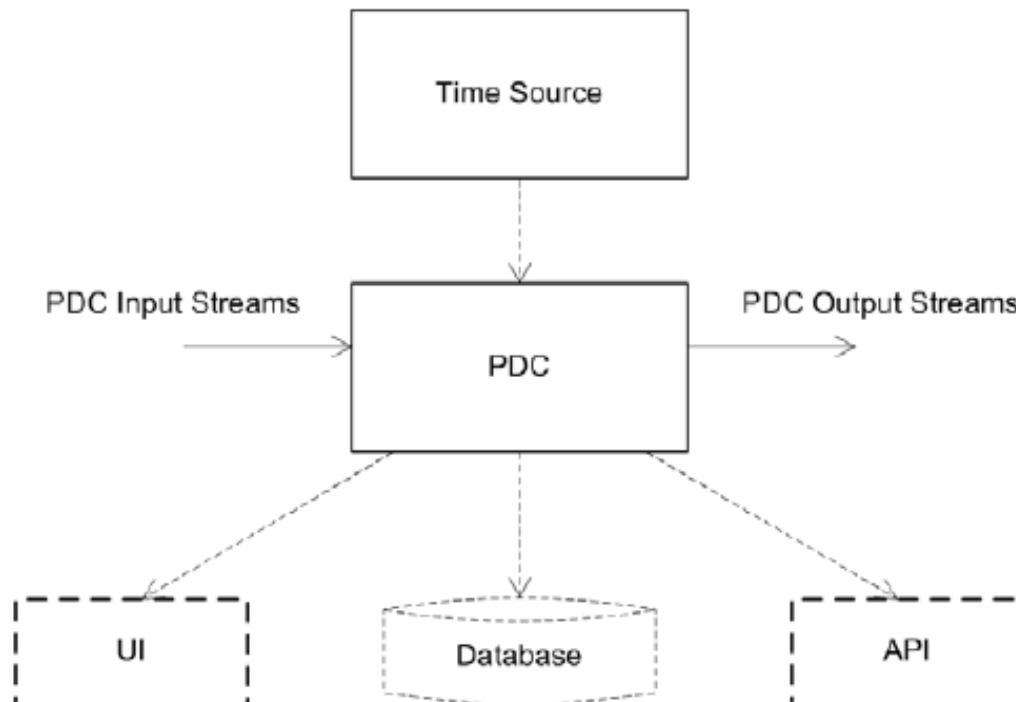 Time Source
PDC Input Streams
PDC Output Streams
PDC
UI
Database
API